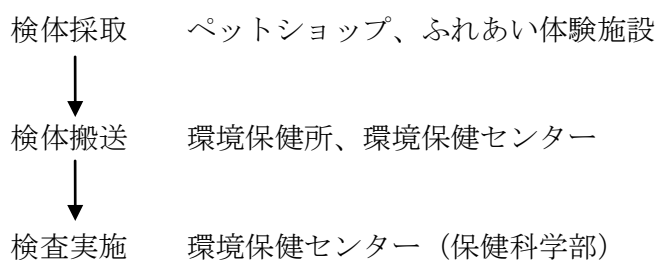 検体採取 ペットショップ、ふれあい体験施設
検体搬送 環境保健所、環境保健センター
検査実施 環境保健センター（保健科学部）